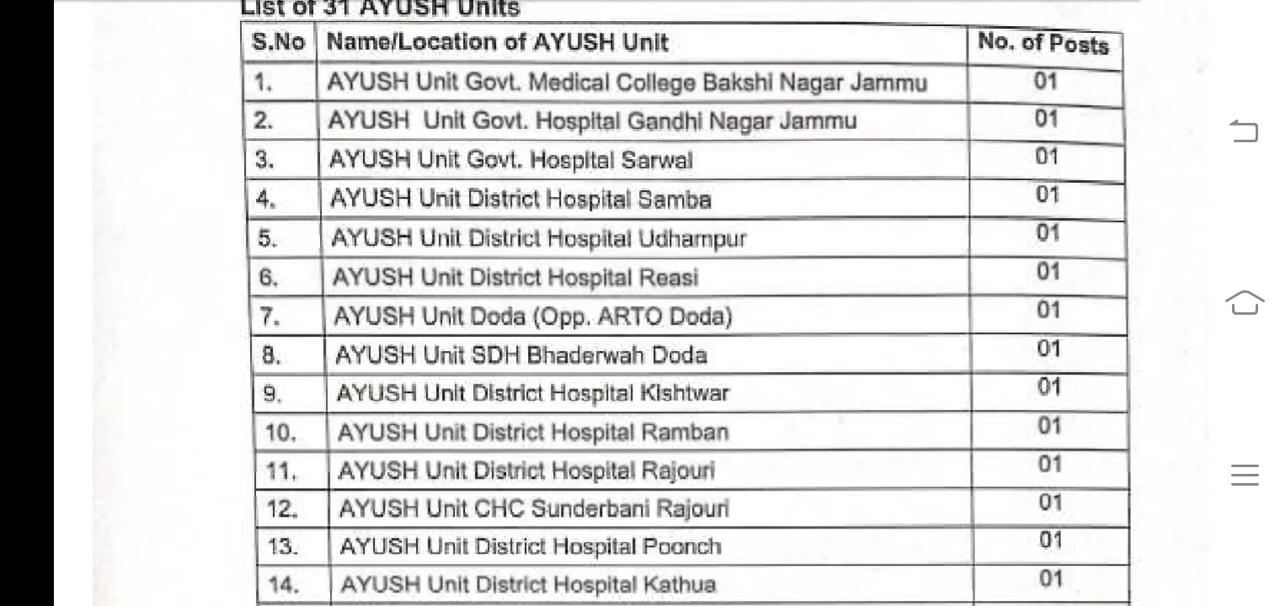 List of 31 AYUSH Units
S.No Name/Location of AYUSH Unit No. of Posts
1. AYUSH Unit Govt. Medical College Bakshi Nagar Jammu 01
2. AYUSH Unit Govt. Hospital Gandhi Nagar Jammu 01
3. AYUSH Unit Govt. Hospital Sarwal 01
4. AYUSH Unit District Hospital Samba 01
5. AYUSH Unit District Hospital Udhampur 01
6. AYUSH Unit District Hospital Reasi 01
7. AYUSH Unit Doda (Opp. ARTO Doda) 01
8. AYUSH Unit SDH Bhaderwah Doda 01
9. AYUSH Unit District Hospital Kishtwar 01
10. AYUSH Unit District Hospital Ramban 01
11. AYUSH Unit District Hospital Rajouri 01
12. AYUSH Unit CHC Sunderbani Rajouri 01
13. AYUSH Unit District Hospital Poonch 01
14. AYUSH Unit District Hospital Kathua 01